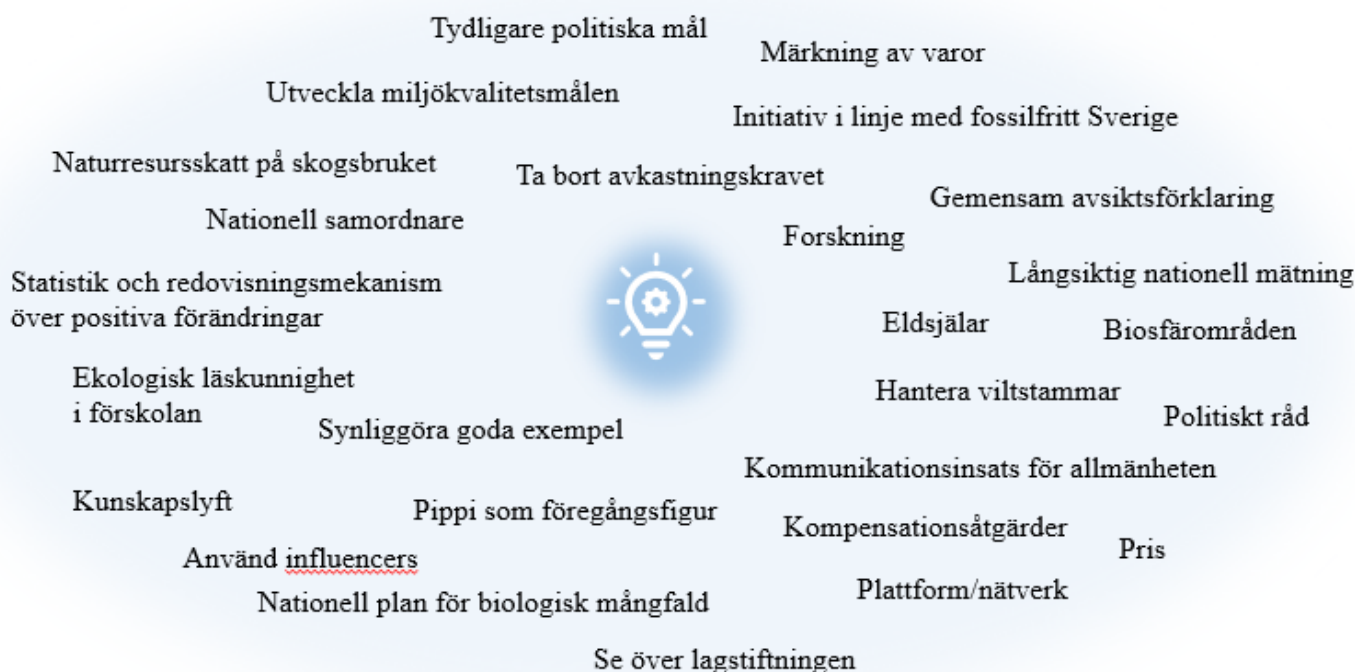 Tydligare politiska mål
Märkning av varor
Utveckla miljökvalitetsmålen
Initiativ i linje med fossilfritt Sverige
Naturresursskatt på skogsbruket
Ta bort avkastningskravet
Gemensam avsiktsförklaring
Nationell samordnare
Forskning
Långsiktig nationell mätning
Statistik och redovisningsmekanism
över positiva förändringar
Eldsjälar
Biosfärområden
Ekologisk läskunnighet
i förskolan
Hantera viltstammar
Politiskt råd
Synliggöra goda exempel
Kommunikationsinsats för allmänheten
Kunskapslyft
Pippi som föregångsfigur
Kompensationsåtgärder
Pris
Använd influencers
Plattform/nätverk
Nationell plan för biologisk mångfald
Se över lagstiftningen